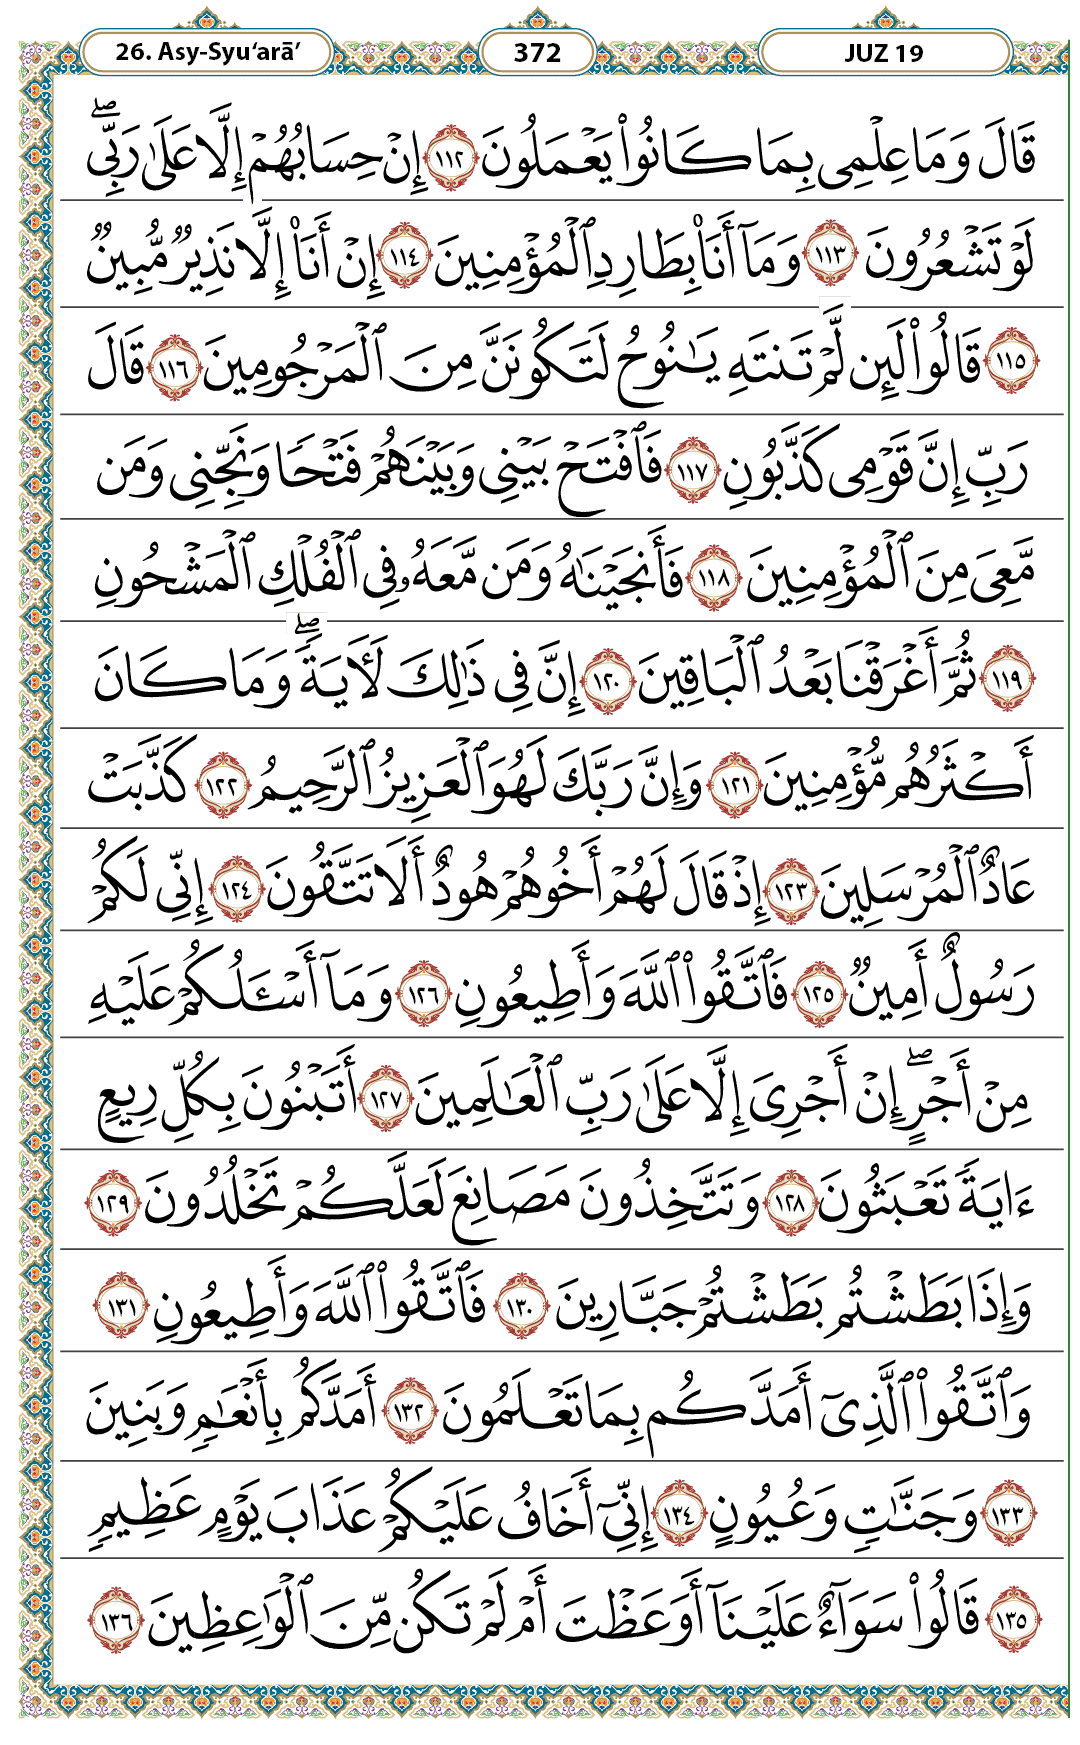 26. Asy-Syu‘arā’ 372 JUZ 19
قَالَ وَمَا عِلْمِى بِمَا كَانُوا۟ يَعْمَلُونَ ١١٢ إِنْ حِسَابُهُمْ إِلَّا عَلَىٰ رَبِّى ۖ
لَوْ تَشْعُرُونَ ١١٣ وَمَآ أَنَا۠ بِطَارِدِ ٱلْمُؤْمِنِينَ ١١٤ إِنْ أَنَا۠ إِلَّا نَذِيرٌ مُّبِينٌ
١١٥ قَالُوا۟ لَئِن لَّمْ تَنتَهِ يَـٰنُوحُ لَتَكُونَنَّ مِنَ ٱلْمَرْجُومِينَ ١١٦ قَالَ
رَبِّ إِنَّ قَوْمِى كَذَّبُونِ ١١٧ فَٱفْتَحْ بَيْنِى وَبَيْنَهُمْ فَتْحًا وَنَجِّنِى وَمَن
مَّعِىَ مِنَ ٱلْمُؤْمِنِينَ ١١٨ فَأَنجَيْنَـٰهُ وَمَن مَّعَهُۥ فِى ٱلْفُلْكِ ٱلْمَشْحُونِ
١١٩ ثُمَّ أَغْرَقْنَا بَعْدُ ٱلْبَاقِينَ ١٢٠ إِنَّ فِى ذَٰلِكَ لَـَٔايَةً ۖ وَمَا كَانَ
أَكْثَرُهُم مُّؤْمِنِينَ ١٢١ وَإِنَّ رَبَّكَ لَهُوَ ٱلْعَزِيزُ ٱلرَّحِيمُ ١٢٢ كَذَّبَتْ
عَادٌ ٱلْمُرْسَلِينَ ١٢٣ إِذْ قَالَ لَهُمْ أَخُوهُمْ هُودٌ أَلَا تَتَّقُونَ ١٢٤ إِنِّى لَكُمْ
رَسُولٌ أَمِينٌ ١٢٥ فَٱتَّقُوا۟ ٱللَّهَ وَأَطِيعُونِ ١٢٦ وَمَآ أَسْـَٔلُكُمْ عَلَيْهِ
مِنْ أَجْرٍ ۖ إِنْ أَجْرِىَ إِلَّا عَلَىٰ رَبِّ ٱلْعَـٰلَمِينَ ١٢٧ أَتَبْنُونَ بِكُلِّ رِيعٍ
ءَايَةً تَعْبَثُونَ ١٢٨ وَتَتَّخِذُونَ مَصَانِعَ لَعَلَّكُمْ تَخْلُدُونَ ١٢٩
وَإِذَا بَطَشْتُم بَطَشْتُمْ جَبَّارِينَ ١٣٠ فَٱتَّقُوا۟ ٱللَّهَ وَأَطِيعُونِ ١٣١
وَٱتَّقُوا۟ ٱلَّذِىٓ أَمَدَّكُم بِمَا تَعْلَمُونَ ١٣٢ أَمَدَّكُم بِأَنْعَـٰمٍ وَبَنِينَ
١٣٣ وَجَنَّـٰتٍ وَعُيُونٍ ١٣٤ إِنِّىٓ أَخَافُ عَلَيْكُمْ عَذَابَ يَوْمٍ عَظِيمٍ
١٣٥ قَالُوا۟ سَوَآءٌ عَلَيْنَآ أَوَعَظْتَ أَمْ لَمْ تَكُن مِّنَ ٱلْوَٰعِظِينَ ١٣٦